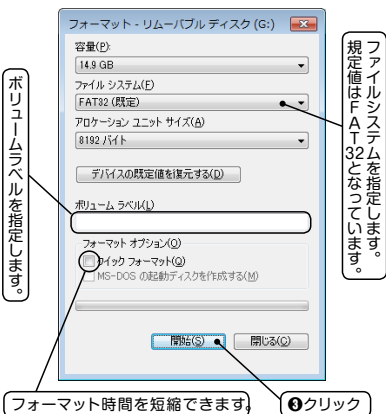 フォーマット - リムーバブル ディスク (G:)
容量(P):
14.9 GB
ファイル システム(F)
FAT32 (既定)
アロケーション ユニット サイズ(A)
8192 バイト
デバイスの既定値を復元する(D)
ボリューム ラベル(L)
フォーマット オプション(O)
クイック フォーマット(Q)
MS-DOS の起動ディスクを作成する(M)
開始(S)
閉じる(C)
ファイルシステムを指定します。
規定値はFAT32となっています。
ボリュームラベルを指定します。
フォーマット時間を短縮できます。
❸クリック